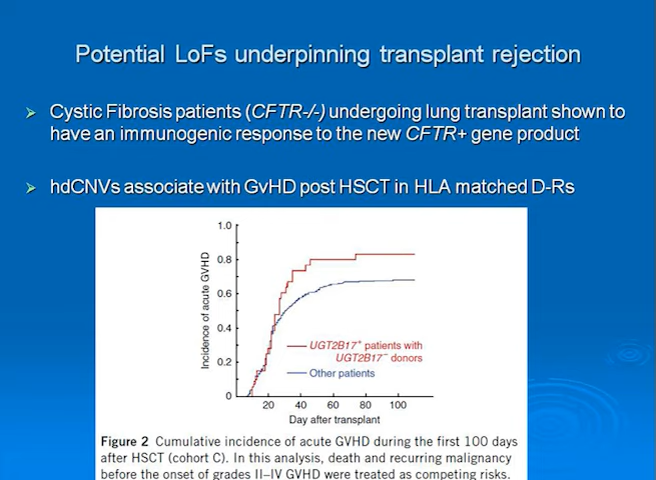 Potential LoFs underpinning transplant rejection
Cystic Fibrosis patients (CFTR-/-) undergoing lung transplant shown to
have an immunogenic response to the new CFTR+ gene product
hdCNVs associate with GvHD post HSCT in HLA matched D-Rs
Incidence of acute GVHD
1.0
0.8
0.6
0.4
0.2
0
UGT2B17+ patients with
UGT2B17– donors
Other patients
20 40 60 80 100
Day after transplant
Figure 2 Cumulative incidence of acute GVHD during the first 100 days
after HSCT (cohort C). In this analysis, death and recurring malignancy
before the onset of grades II–IV GVHD were treated as competing risks.